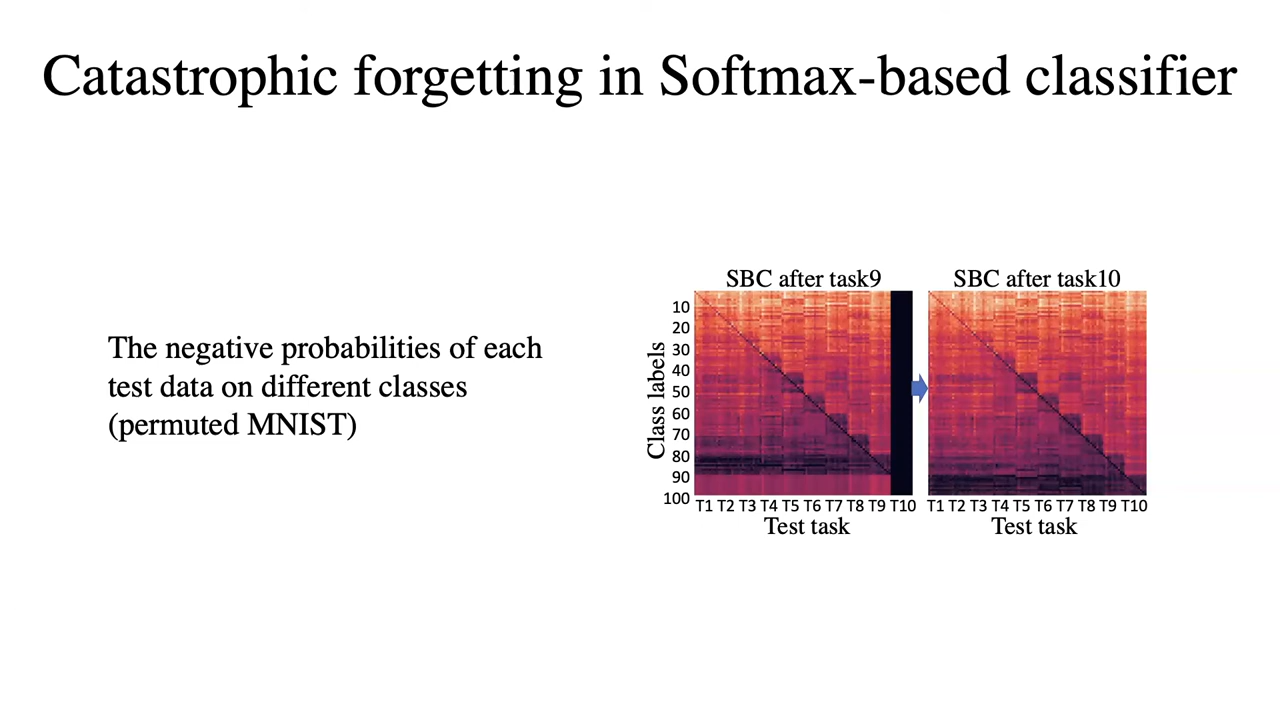 Catastrophic forgetting in Softmax-based classifier
The negative probabilities of each
test data on different classes
(permuted MNIST)
SBC after task9
SBC after task10
Class labels
10
20
30
40
50
60
70
80
90
100
T1 T2 T3 T4 T5 T6 T7 T8 T9 T10
T1 T2 T3 T4 T5 T6 T7 T8 T9 T10
Test task
Test task